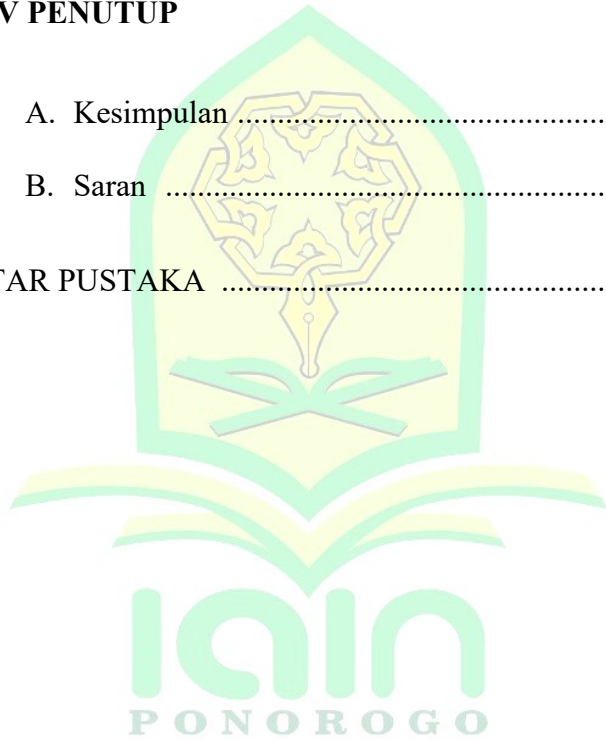 V PENUTUP
A. Kesimpulan ..............................................
B. Saran .......................................................
TAR PUSTAKA ................................................
IAIN
PONOROGO